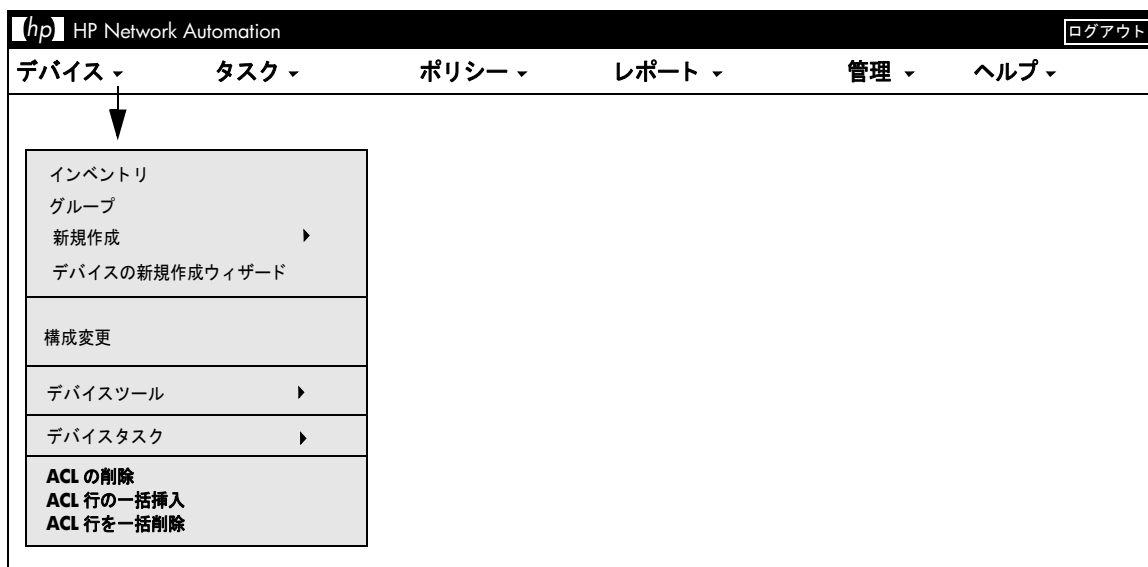 hp HP Network Automation ログアウト
デバイス タスク ポリシー レポート 管理 ヘルプ
インベントリ
グループ
新規作成
デバイスの新規作成ウィザード
構成変更
デバイスツール
デバイスタスク
ACL の削除
ACL 行の一括挿入
ACL 行を一括削除